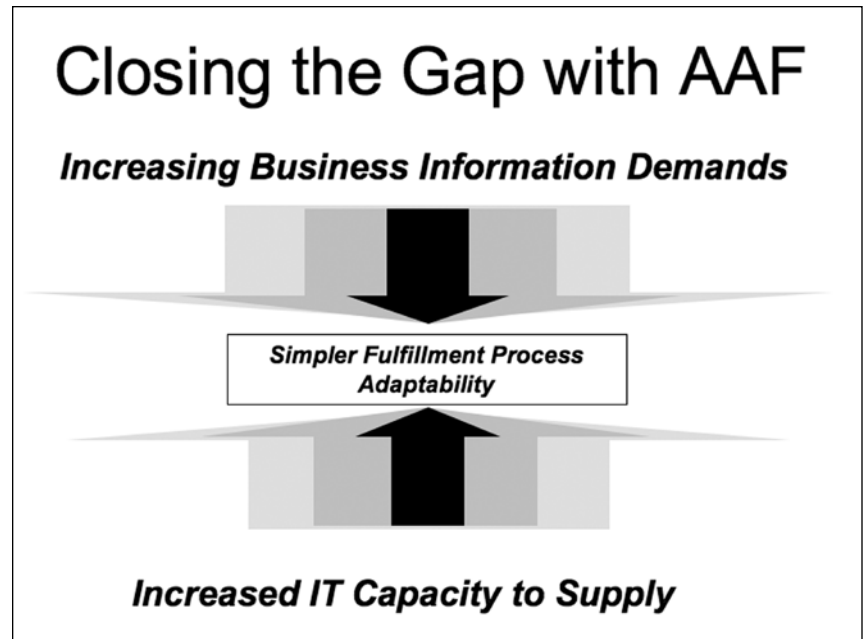 Closing the Gap with AAF
Increasing Business Information Demands
Simpler Fulfillment Process
Adaptability
Increased IT Capacity to Supply